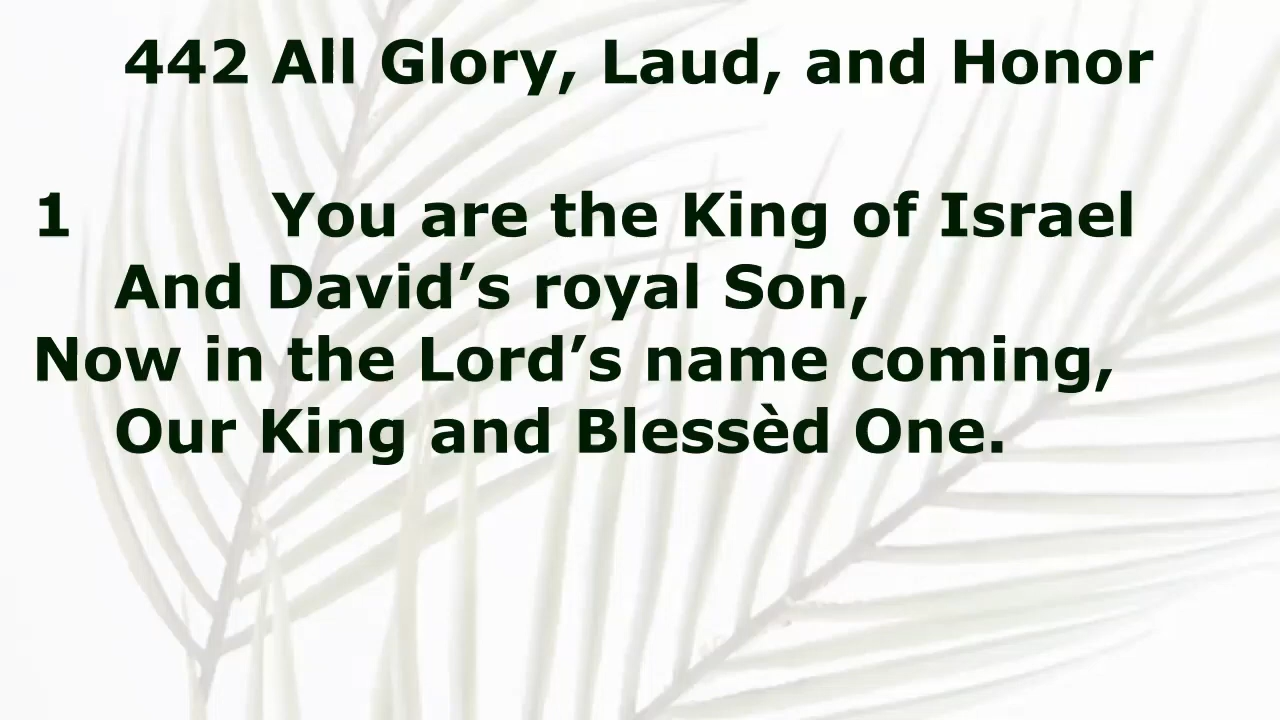 442 All Glory, Laud, and Honor
1 You are the King of Israel
And David’s royal Son,
Now in the Lord’s name coming,
Our King and Blessèd One.